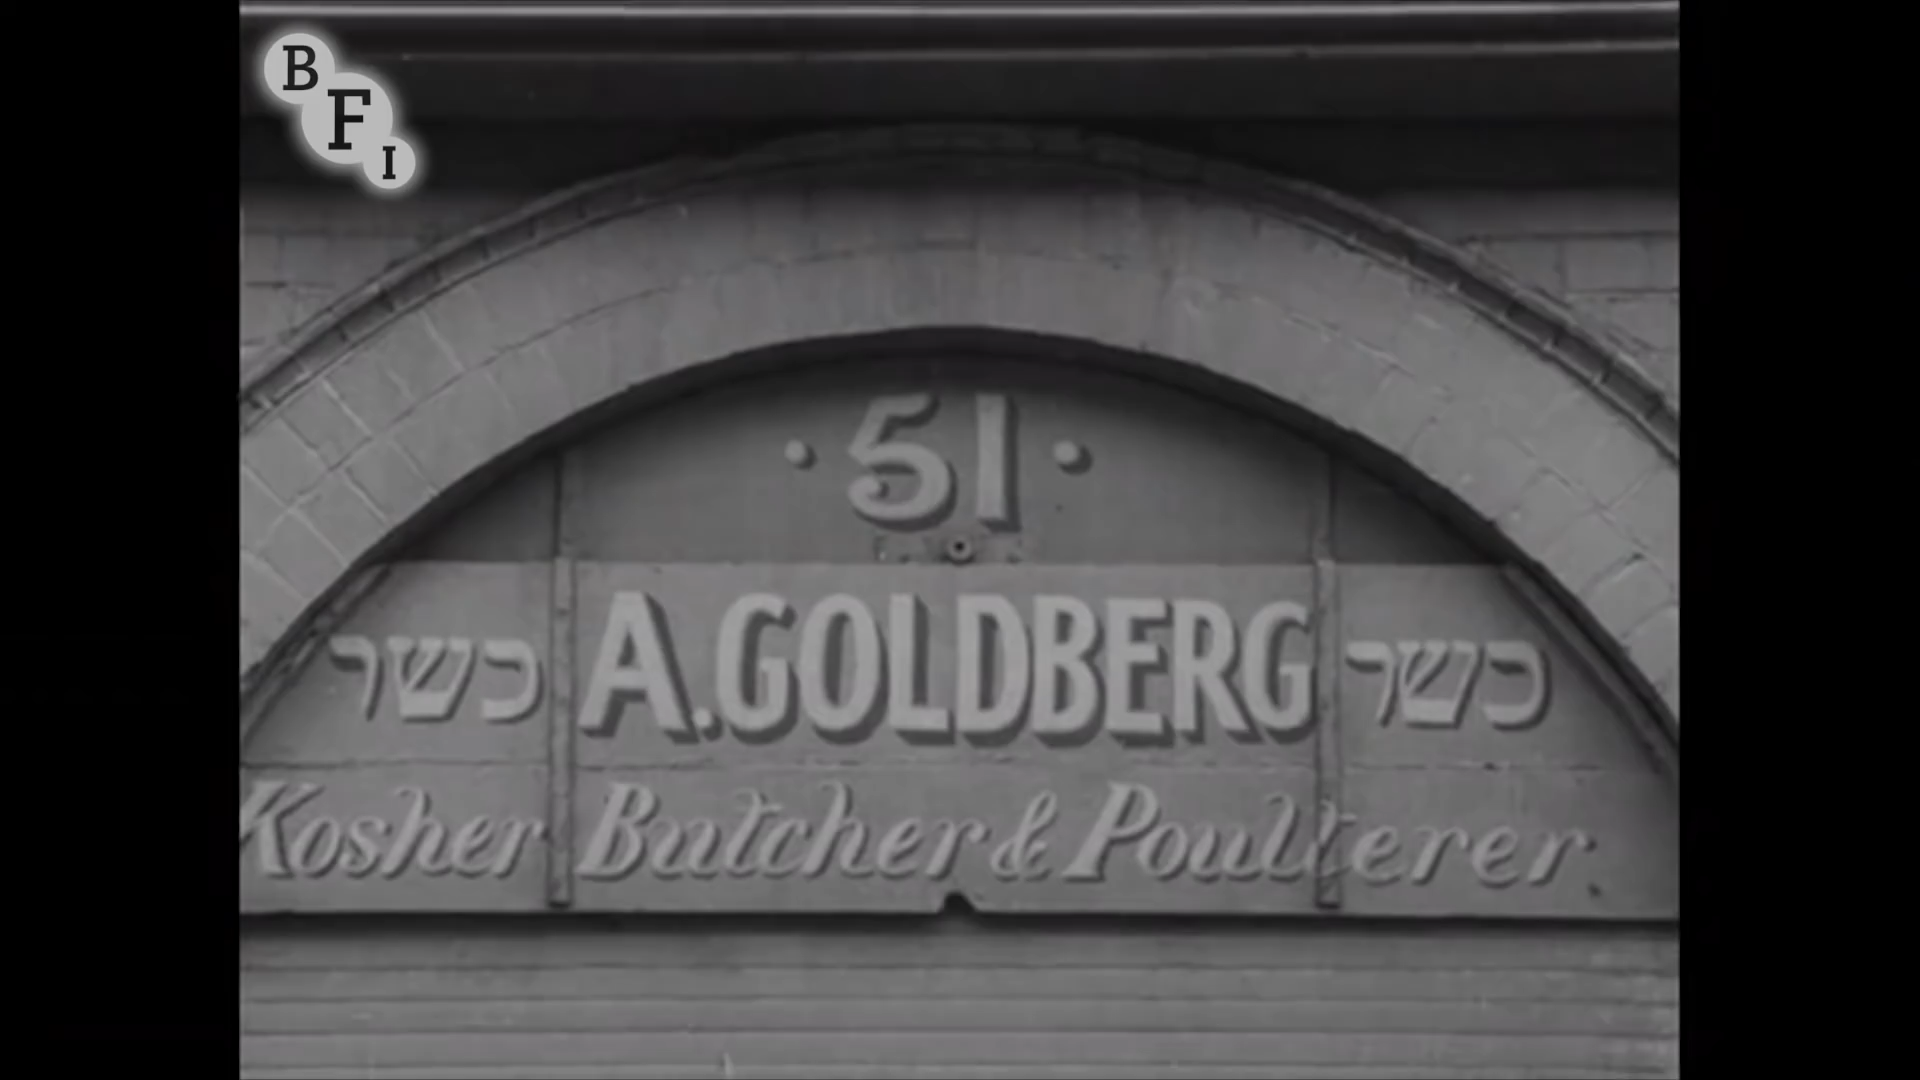 BFI
· 51 ·
כשר A. GOLDBERG כשר
Kosher Butcher & Poulterer.